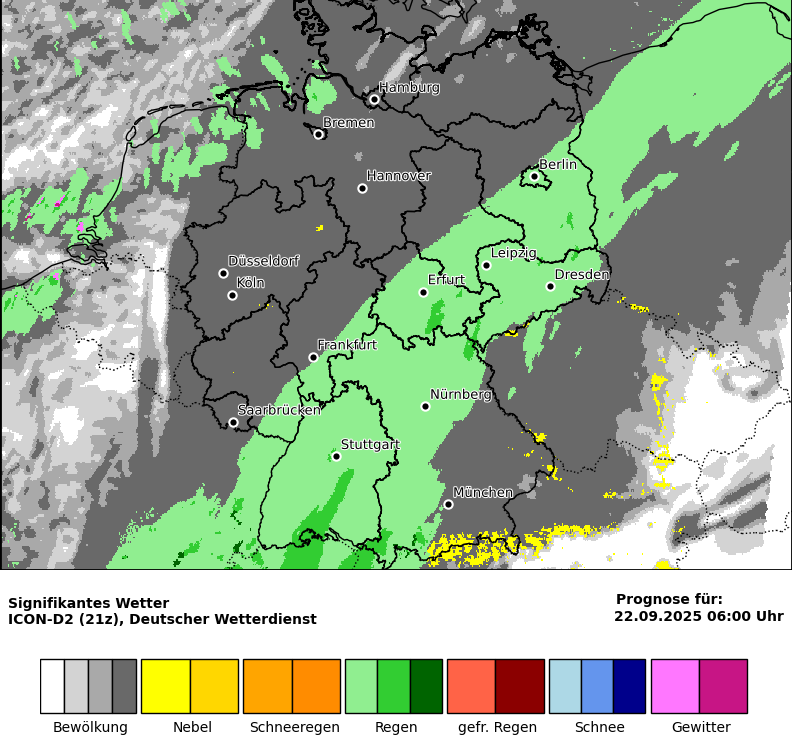 Hamburg
Bremen
Berlin
Hannover
Leipzig
Düsseldorf
Dresden
Köln
Erfurt
Frankfurt
Nürnberg
Saarbrücken
Stuttgart
München
Signifikantes Wetter
ICON-D2 (21z), Deutscher Wetterdienst
Prognose für:
22.09.2025 06:00 Uhr
Bewölkung Nebel Schneeregen Regen gefr. Regen Schnee Gewitter